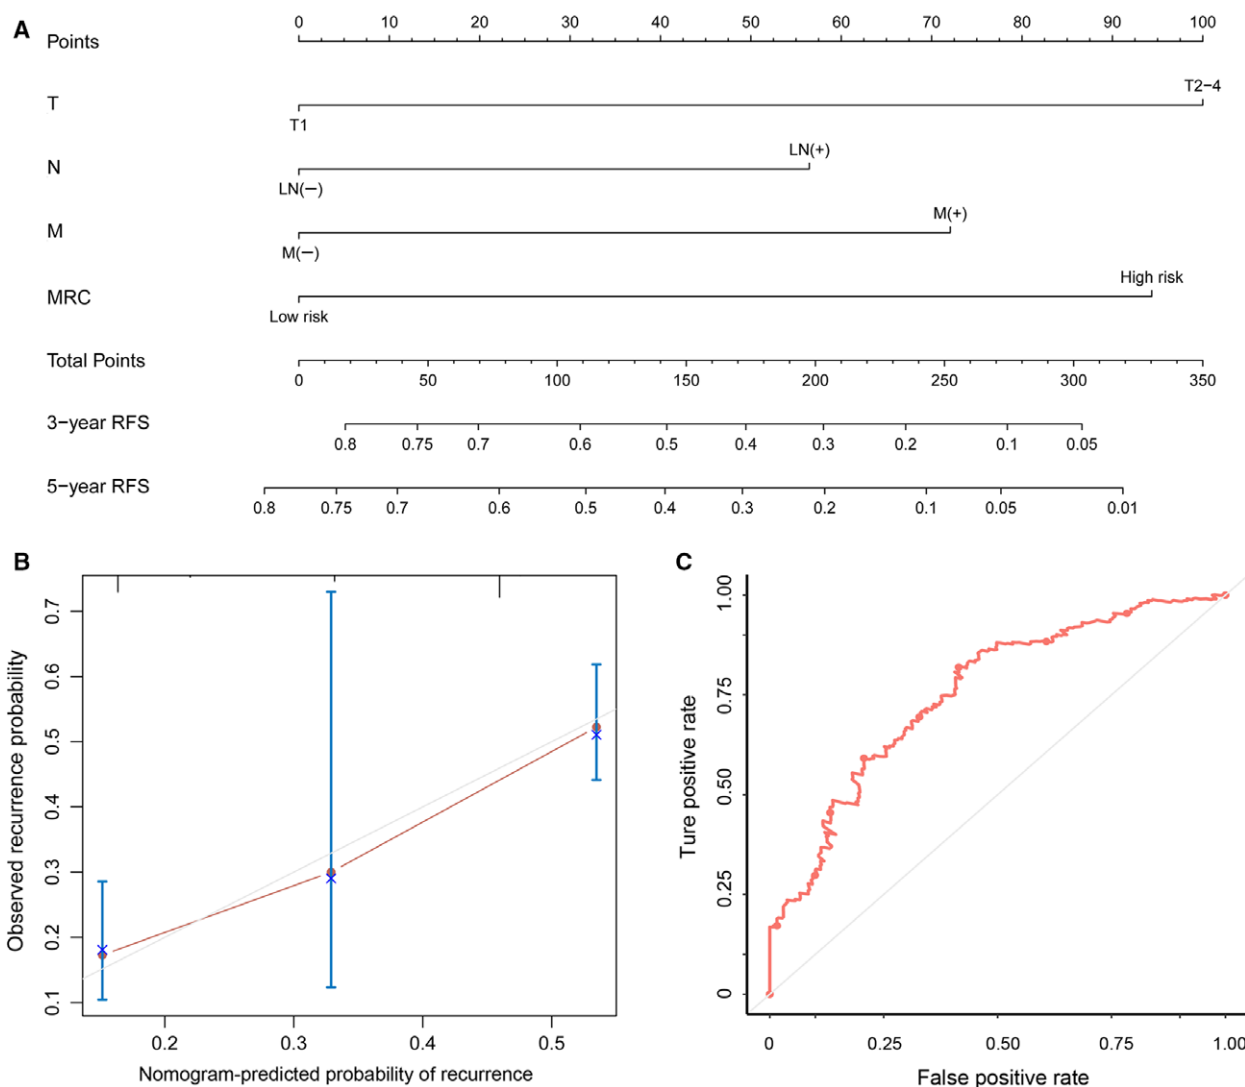 A
Points
0 10 20 30 40 50 60 70 80 90 100
T
T2−4
T1
N
LN(+)
LN(−)
M
M(+)
M(−)
MRC
High risk
Low risk
Total Points
0 50 100 150 200 250 300 350
3−year RFS
0.8 0.75 0.7 0.6 0.5 0.4 0.3 0.2 0.1 0.05
5−year RFS
0.8 0.75 0.7 0.6 0.5 0.4 0.3 0.2 0.1 0.05 0.01
B
Observed recurrence probability
0.7
0.6
0.5
0.4
0.3
0.2
0.1
0.2 0.3 0.4 0.5
Nomogram-predicted probability of recurrence
C
Ture positive rate
1.00
0.75
0.50
0.25
0
0 0.25 0.50 0.75 1.00
False positive rate